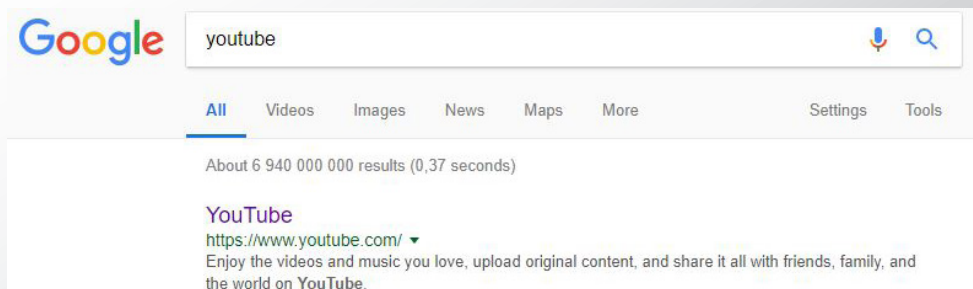 Google youtube
All Videos Images News Maps More Settings Tools
About 6 940 000 000 results (0,37 seconds)
YouTube
https://www.youtube.com/
Enjoy the videos and music you love, upload original content, and share it all with friends, family, and
the world on YouTube.